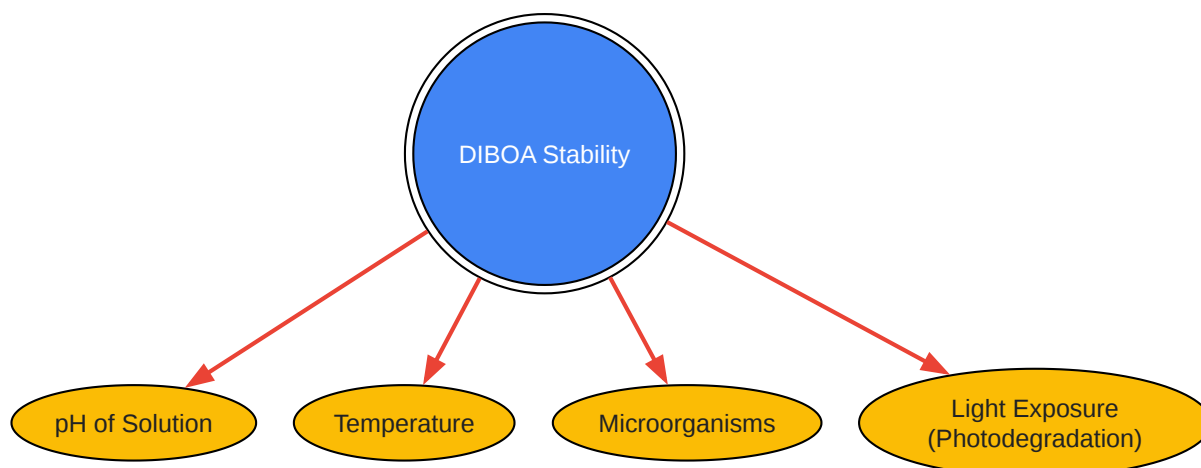 DIBOA Stability
pH of Solution
Temperature
Microorganisms
Light Exposure
(Photodegradation)